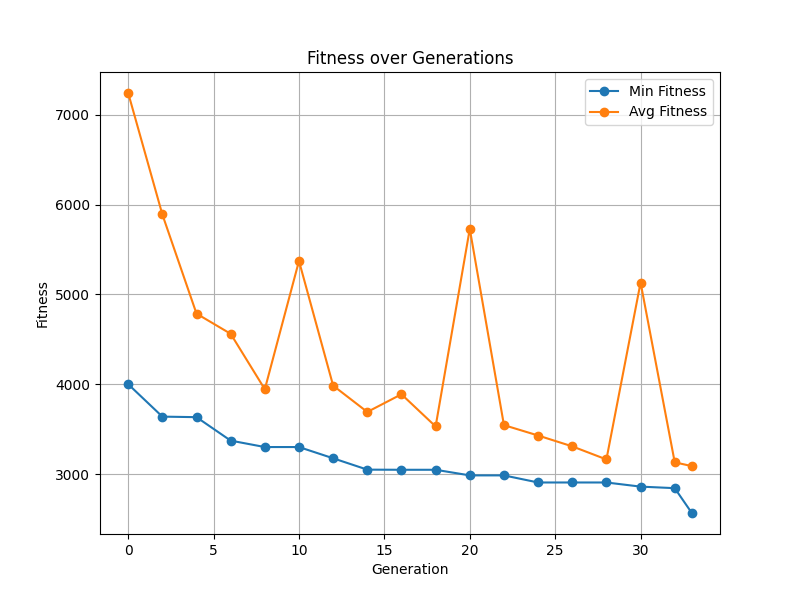 Fitness over Generations
Min Fitness
Avg Fitness
7000
6000
5000
4000
3000
Fitness
0 5 10 15 20 25 30
Generation